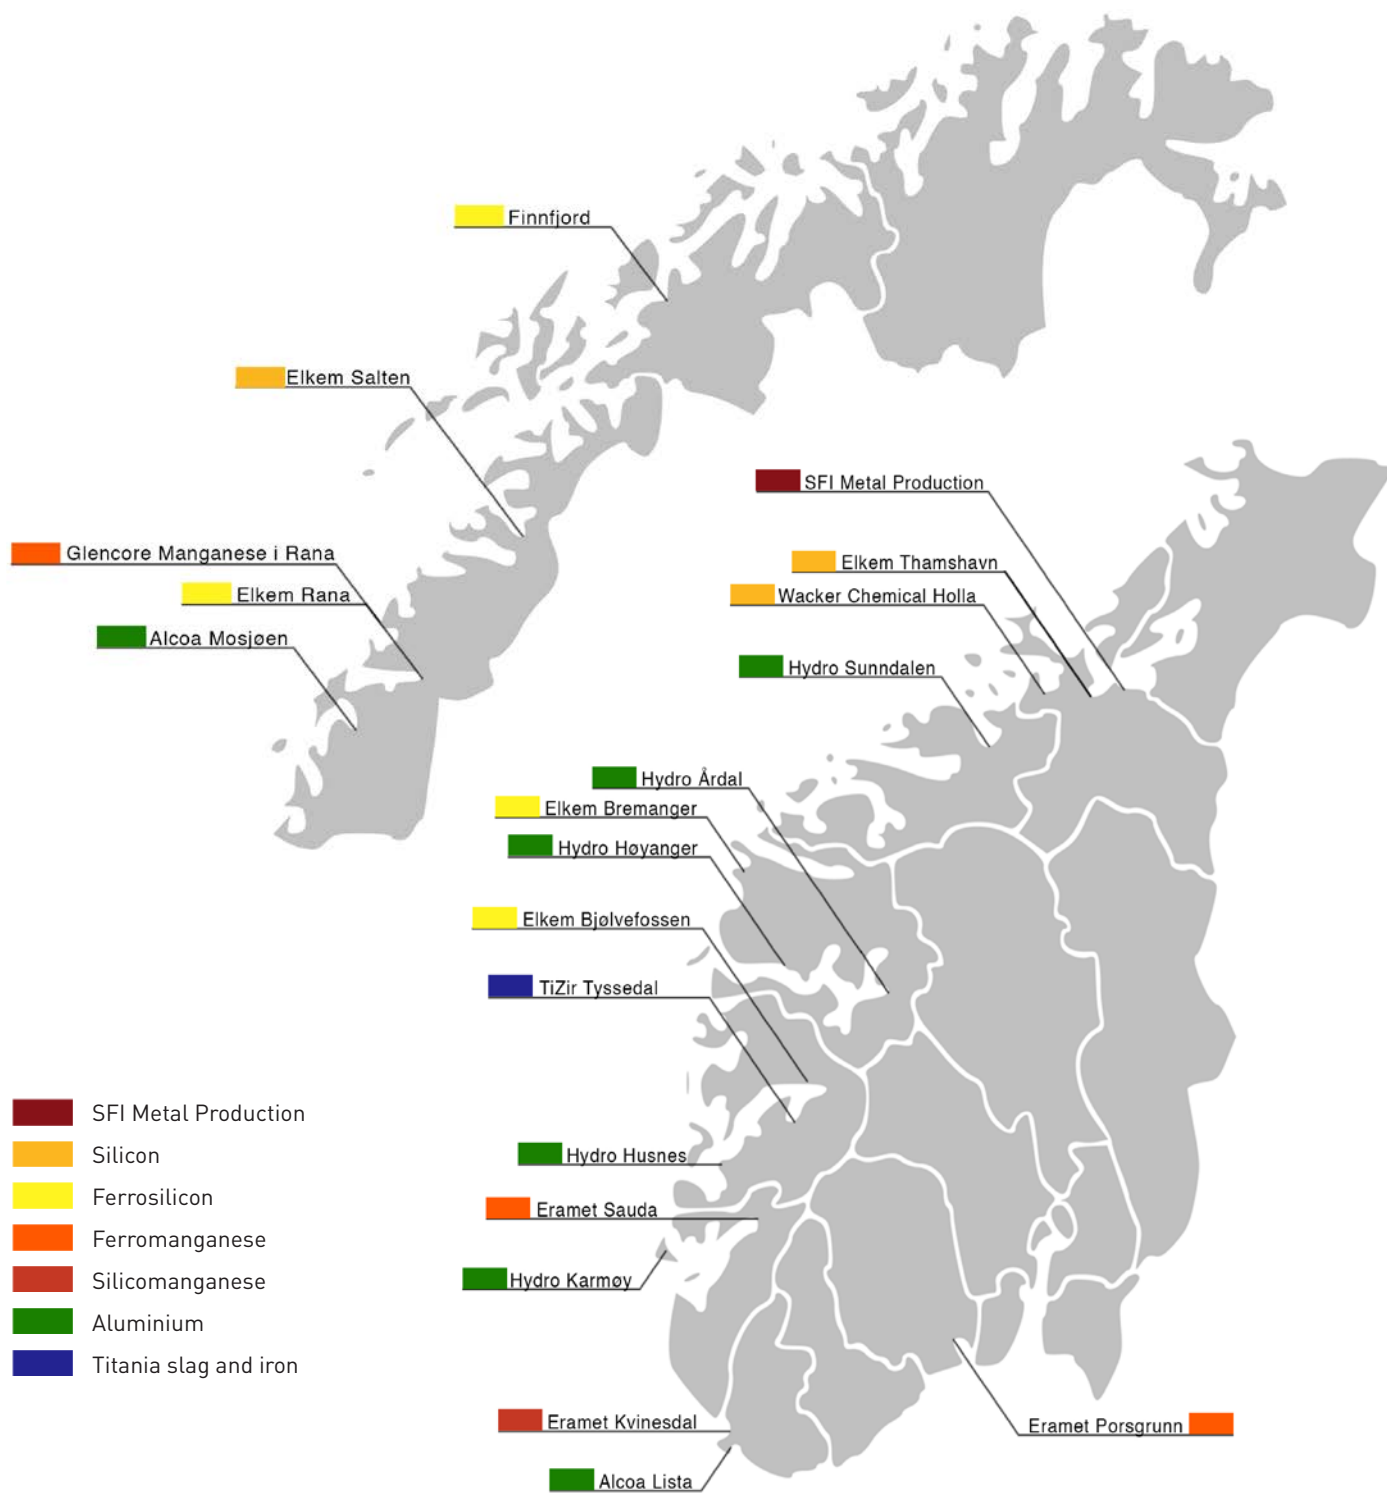 Finnfjord
Elkem Salten
SFI Metal Production
Glencore Manganese i Rana
Elkem Thamshavn
Elkem Rana
Wacker Chemical Holla
Alcoa Mosjøen
Hydro Sunndalen
Hydro Årdal
Elkem Bremanger
Hydro Høyanger
Elkem Bjølvefossen
TiZir Tyssedal
Hydro Husnes
Eramet Sauda
Hydro Karmøy
Eramet Kvinesdal
Eramet Porsgrunn
Alcoa Lista
SFI Metal Production
Silicon
Ferrosilicon
Ferromanganese
Silicomanganese
Aluminium
Titania slag and iron